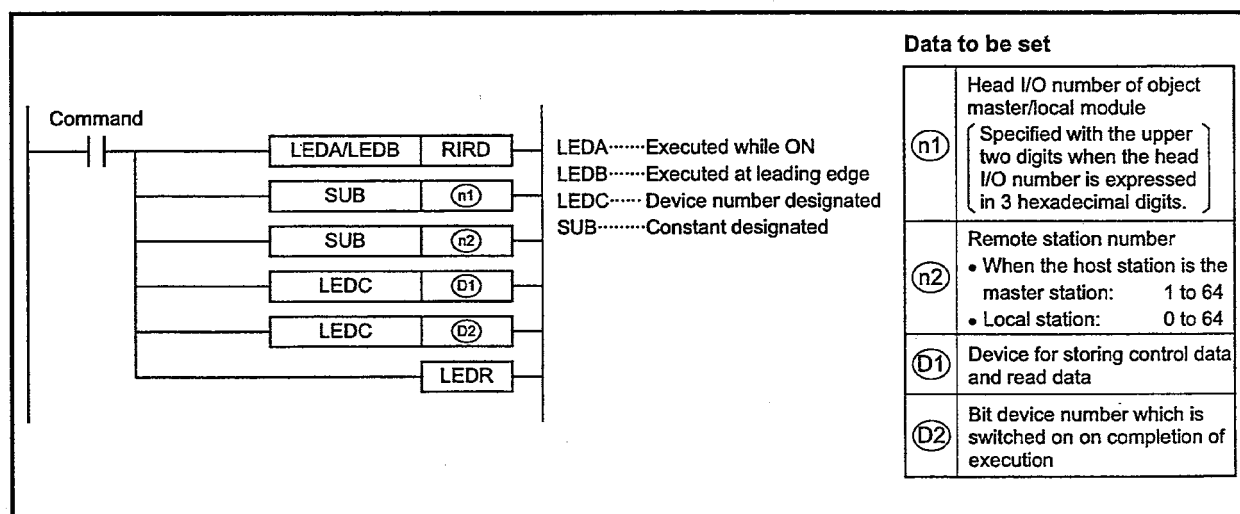 Command
LEDA/LEDB RIRD
SUB n1
SUB n2
LEDC D1
LEDC D2
LEDR
LEDA·······Executed while ON
LEDB·······Executed at leading edge
LEDC······ Device number designated
SUB·········Constant designated
Data to be set
n1
Head I/O number of object
master/local module
Specified with the upper
two digits when the head
I/O number is expressed
in 3 hexadecimal digits.
n2
Remote station number
• When the host station is the
master station: 1 to 64
• Local station: 0 to 64
D1
Device for storing control data
and read data
D2
Bit device number which is
switched on on completion of
execution